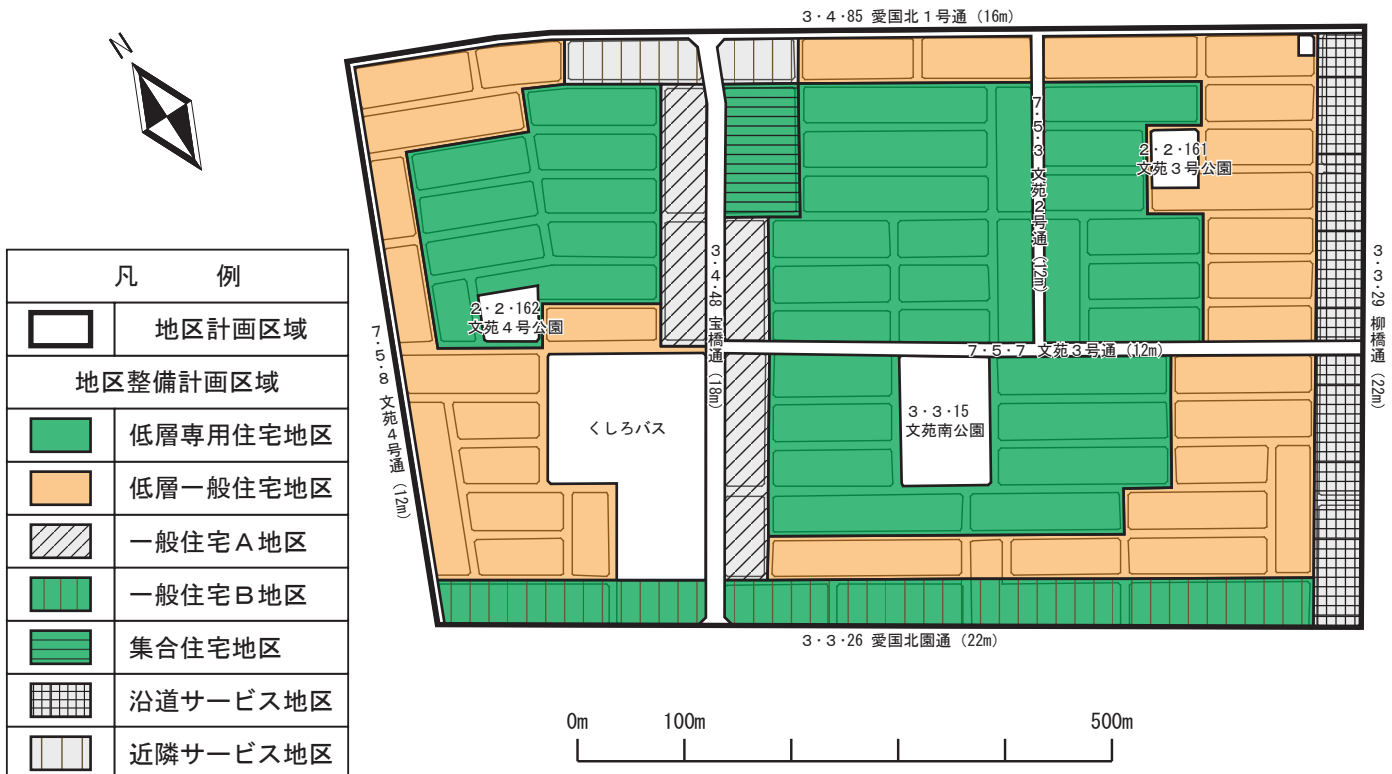 3・4・85 愛国北1号通 (16m)
N
7・5・3 文苑2号通 (12m)
2・2・161
文苑3号公園
凡 例
地区計画区域
地区整備計画区域
低層専用住宅地区
低層一般住宅地区
一般住宅A地区
一般住宅B地区
集合住宅地区
沿道サービス地区
近隣サービス地区
2・2・162
文苑4号公園
3・4・48 宝橋通 (18m)
3・3・29 柳橋通 (22m)
7・5・8 文苑4号通 (12m)
7・5・7 文苑3号通 (12m)
くしろバス
3・3・15
文苑南公園
3・3・26 愛国北園通 (22m)
0m 100m 500m